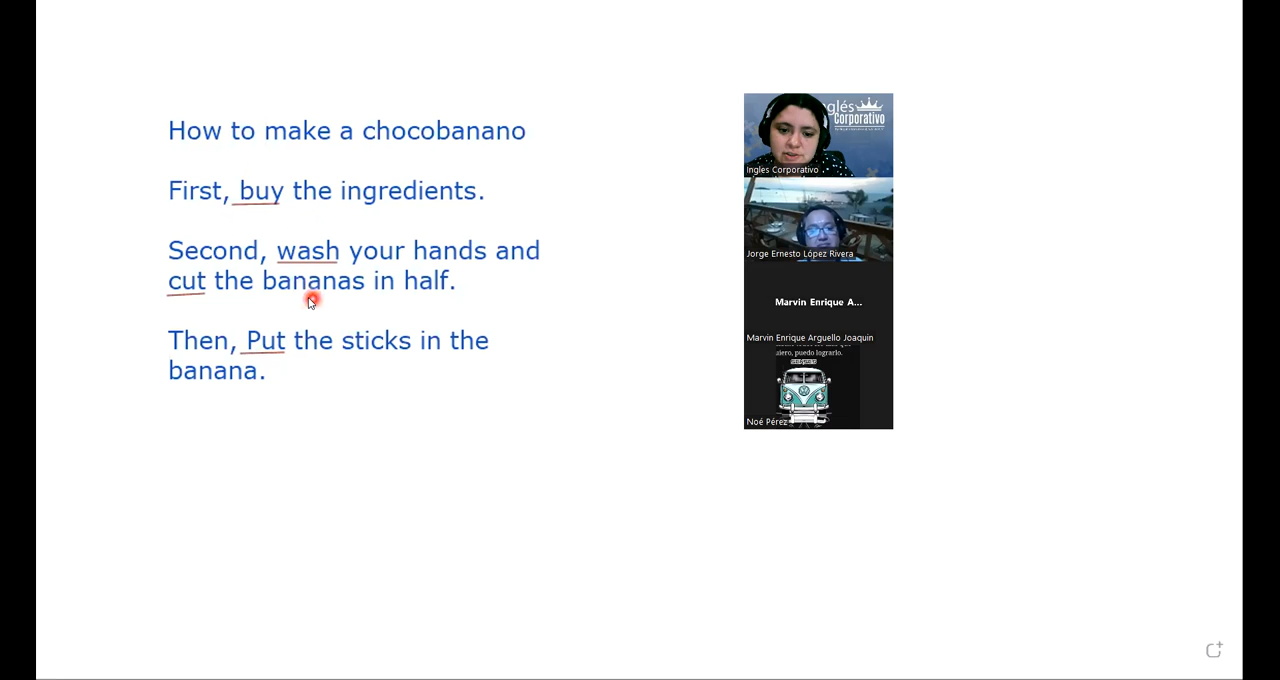 How to make a chocobanano
First, buy the ingredients.
Second, wash your hands and
cut the bananas in half.
Then, Put the sticks in the
banana.
glés
Corporativo
Ingles Corporativo
Jorge Ernesto López Rivera
Marvin Enrique A...
Marvin Enrique Arguello Joaquin
uiero, puedo lograrlo.
Noé Pérez